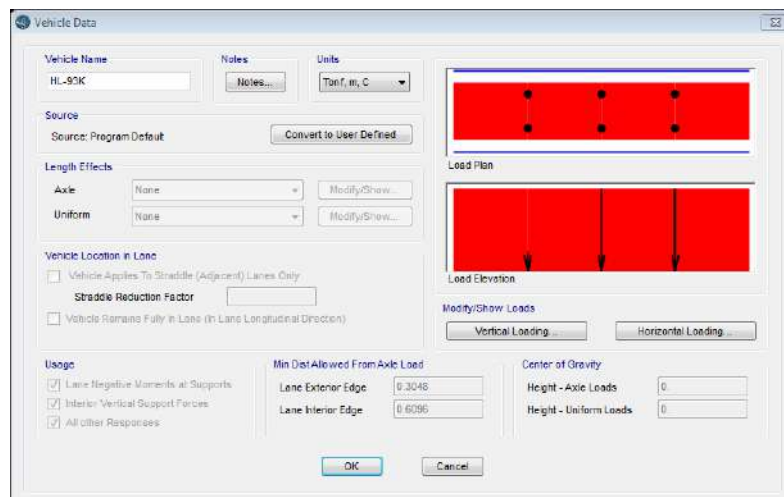 Vehicle Data
Vehicle Name
HL-93K
Notes
Notes...
Units
Tonf, m, C
Source
Source: Program Default
Convert to User Defined
Length Effects
Axle
None
Modify/Show...
Uniform
None
Modify/Show...
Vehicle Location in Lane
Vehicle Applies To Straddle (Adjacent) Lanes Only
Straddle Reduction Factor
Vehicle Remains Fully In Lane (In Lane Longitudinal Direction)
Usage
Lane Negative Moments at Supports
Interior Vertical Support Forces
All other Responses
Min Dist Allowed From Axle Load
Lane Exterior Edge
0.3048
Lane Interior Edge
0.6096
Load Plan
Load Elevation
Modify/Show Loads
Vertical Loading...
Horizontal Loading...
Center of Gravity
Height - Axle Loads
0.
Height - Uniform Loads
0
OK
Cancel